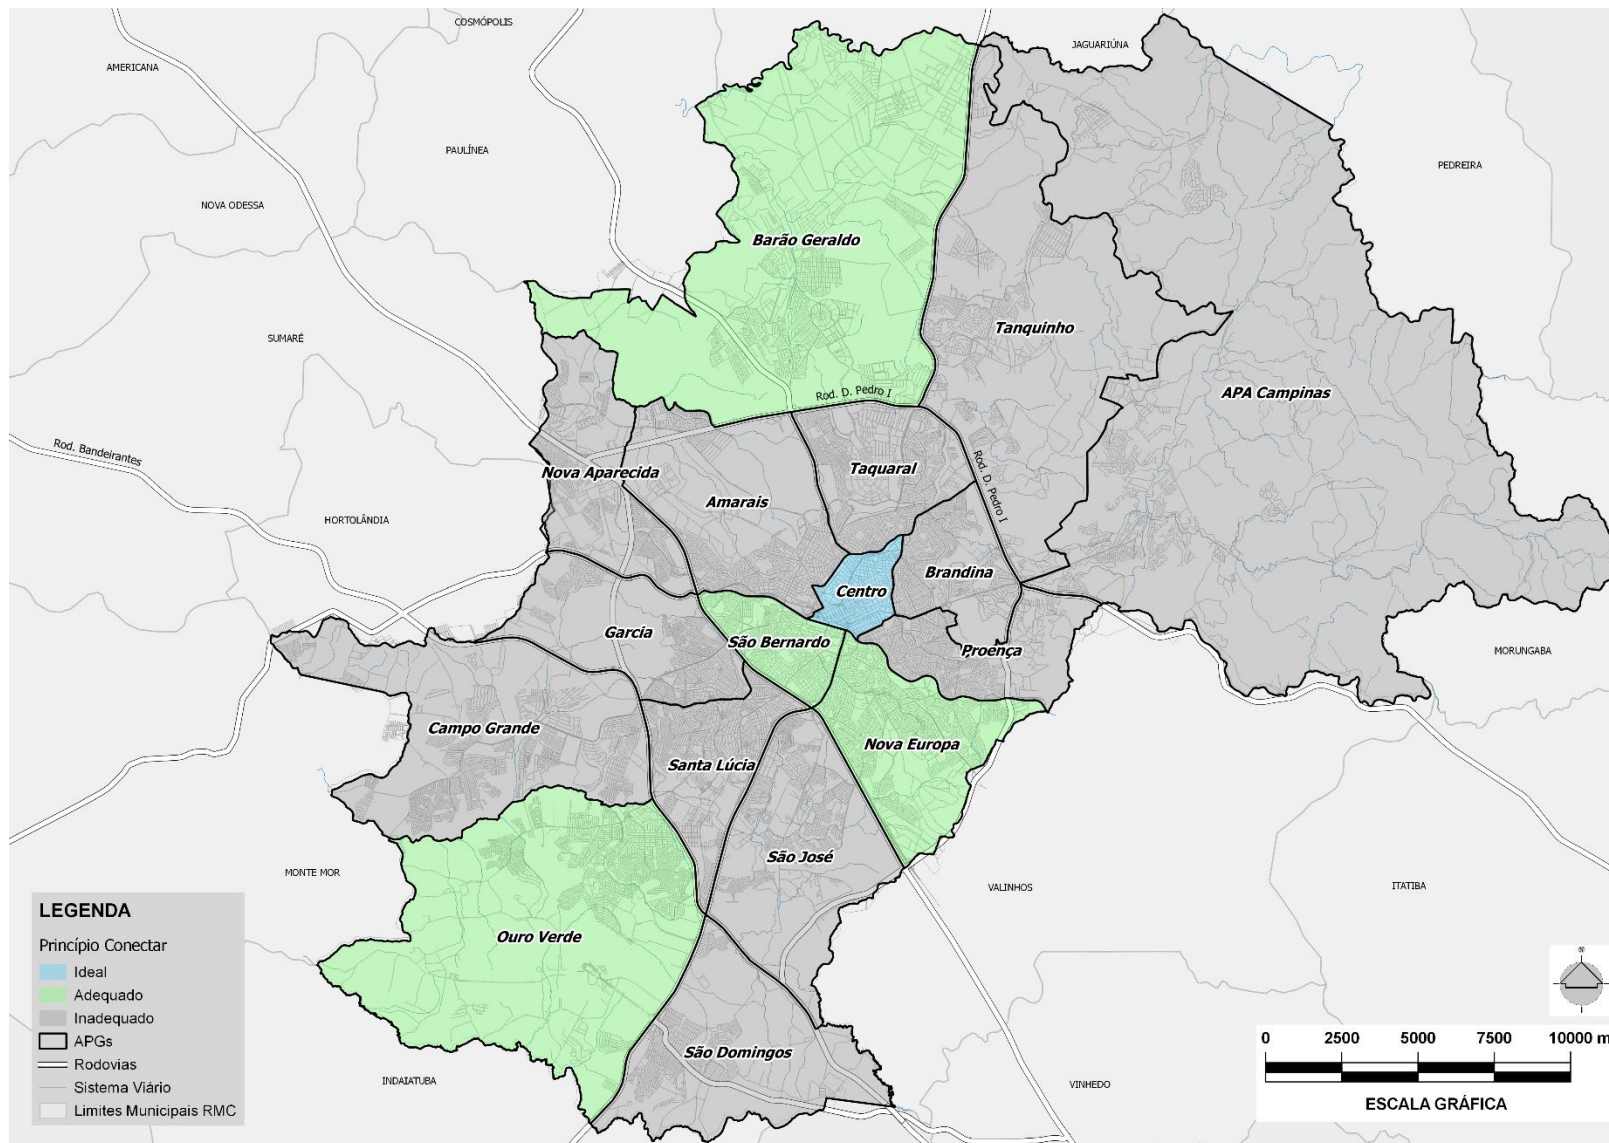 COSMÓPOLIS
JAGUARIÚNA
AMERICANA
PAULÍNEA
PEDREIRA
NOVA ODESSA
Barão Geraldo
Tanquinho
SUMARÉ
APA Campinas
Rod. D. Pedro I
Rod. Bandeirantes
Nova Aparecida
Taquaral
Rod. D. Pedro I
Amarais
HORTOLÂNDIA
Brandina
Centro
Garcia
São Bernardo
Proença
MORUNGABA
Campo Grande
Nova Europa
Santa Lúcia
São José
MONTE MOR
VALINHOS
ITATIBA
Ouro Verde
São Domingos
INDAIATUBA
VINHEDO
LEGENDA
Princípio Conectar
Ideal
Adequado
Inadequado
APGs
Rodovias
Sistema Viário
Limites Municipais RMC
N
0 2500 5000 7500 10000 m
ESCALA GRÁFICA